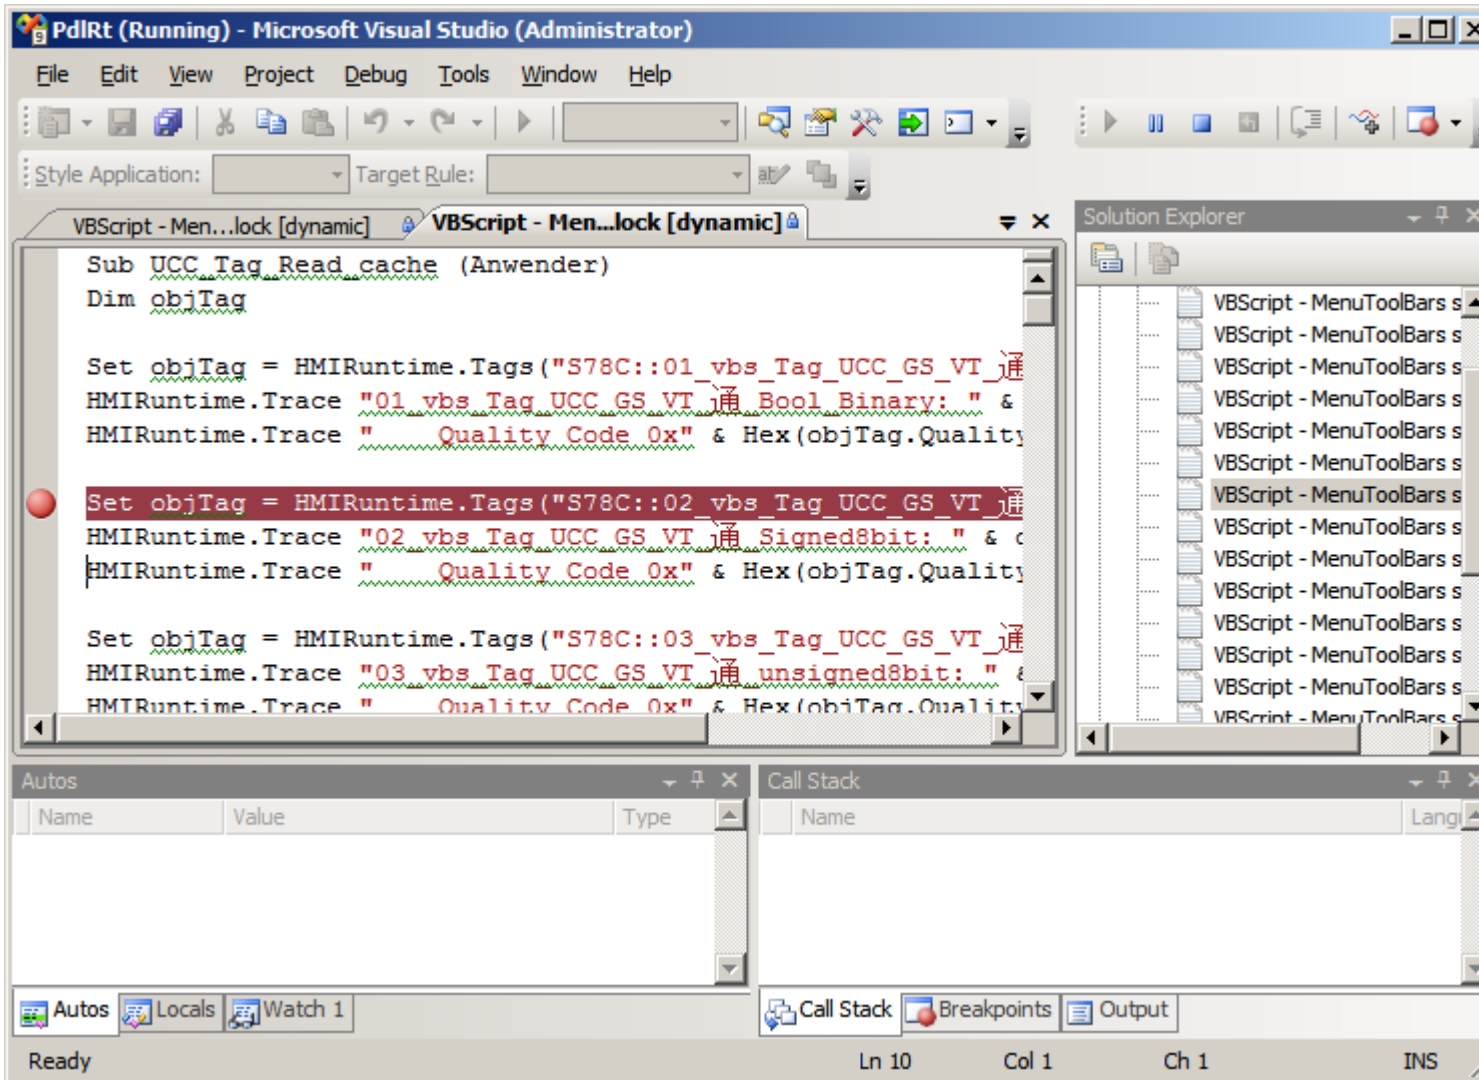 PdlRt (Running) - Microsoft Visual Studio (Administrator)
File Edit View Project Debug Tools Window Help
Style Application: Target Rule:
VBScript - Men...lock [dynamic] VBScript - Men...lock [dynamic]
Sub UCC_Tag_Read_cache (Anwender)
Dim objTag
Set objTag = HMIRuntime.Tags("S78C::01_vbs_Tag_UCC_GS_VT_通
HMIRuntime.Trace "01_vbs_Tag_UCC_GS_VT_通_Bool_Binary: " &
HMIRuntime.Trace "    Quality Code 0x" & Hex(objTag.Quality
Set objTag = HMIRuntime.Tags("S78C::02_vbs_Tag_UCC_GS_VT_通
HMIRuntime.Trace "02_vbs_Tag_UCC_GS_VT_通_Signed8bit: " &
HMIRuntime.Trace "    Quality Code 0x" & Hex(objTag.Quality
Set objTag = HMIRuntime.Tags("S78C::03_vbs_Tag_UCC_GS_VT_通
HMIRuntime.Trace "03_vbs_Tag_UCC_GS_VT_通_unsigned8bit: " &
HMIRuntime.Trace "    Quality Code 0x" & Hex(objTag.Quality
Solution Explorer
VBScript - MenuToolBars s
VBScript - MenuToolBars s
VBScript - MenuToolBars s
VBScript - MenuToolBars s
VBScript - MenuToolBars s
VBScript - MenuToolBars s
VBScript - MenuToolBars s
VBScript - MenuToolBars s
VBScript - MenuToolBars s
VBScript - MenuToolBars s
VBScript - MenuToolBars s
VBScript - MenuToolBars s
VBScript - MenuToolBars s
VBScript - MenuToolBars s
Autos
Name Value Type
Call Stack
Name Langu
Autos Locals Watch 1
Call Stack Breakpoints Output
Ready Ln 10 Col 1 Ch 1 INS